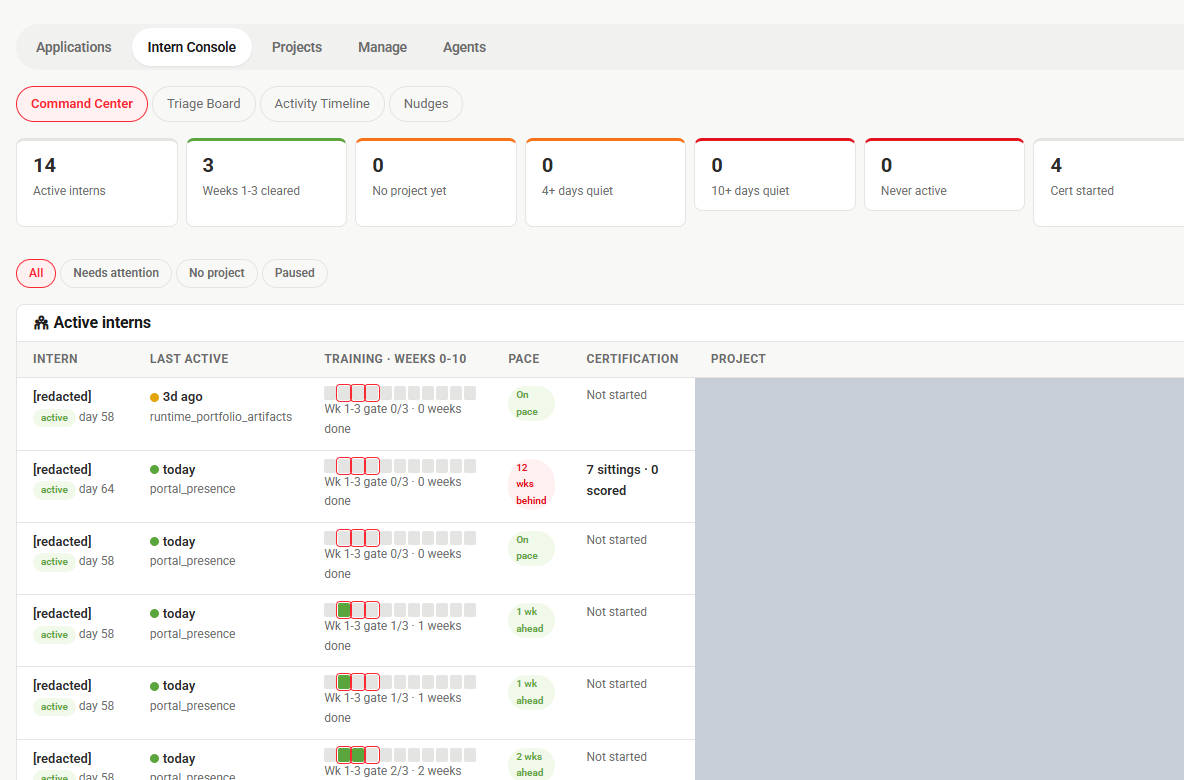 Applications Intern Console Projects Manage Agents
Command Center Triage Board Activity Timeline Nudges
14 3 0 0 0 0 4
Active interns Weeks 1-3 cleared No project yet 4+ days quiet 10+ days quiet Never active Cert started
All Needs attention No project Paused
Active interns
INTERN LAST ACTIVE TRAINING · WEEKS 0-10 PACE CERTIFICATION PROJECT
[redacted] 3d ago On pace Not started
active day 58 runtime_portfolio_artifacts Wk 1-3 gate 0/3 · 0 weeks
done
[redacted] today 12 wks behind 7 sittings · 0 scored
active day 64 portal_presence Wk 1-3 gate 0/3 · 0 weeks
done
[redacted] today On pace Not started
active day 58 portal_presence Wk 1-3 gate 0/3 · 0 weeks
done
[redacted] today 1 wk ahead Not started
active day 58 portal_presence Wk 1-3 gate 1/3 · 1 weeks
done
[redacted] today 1 wk ahead Not started
active day 58 portal_presence Wk 1-3 gate 1/3 · 1 weeks
done
[redacted] today 2 wks ahead Not started
active day 58 portal_presence Wk 1-3 gate 2/3 · 2 weeks